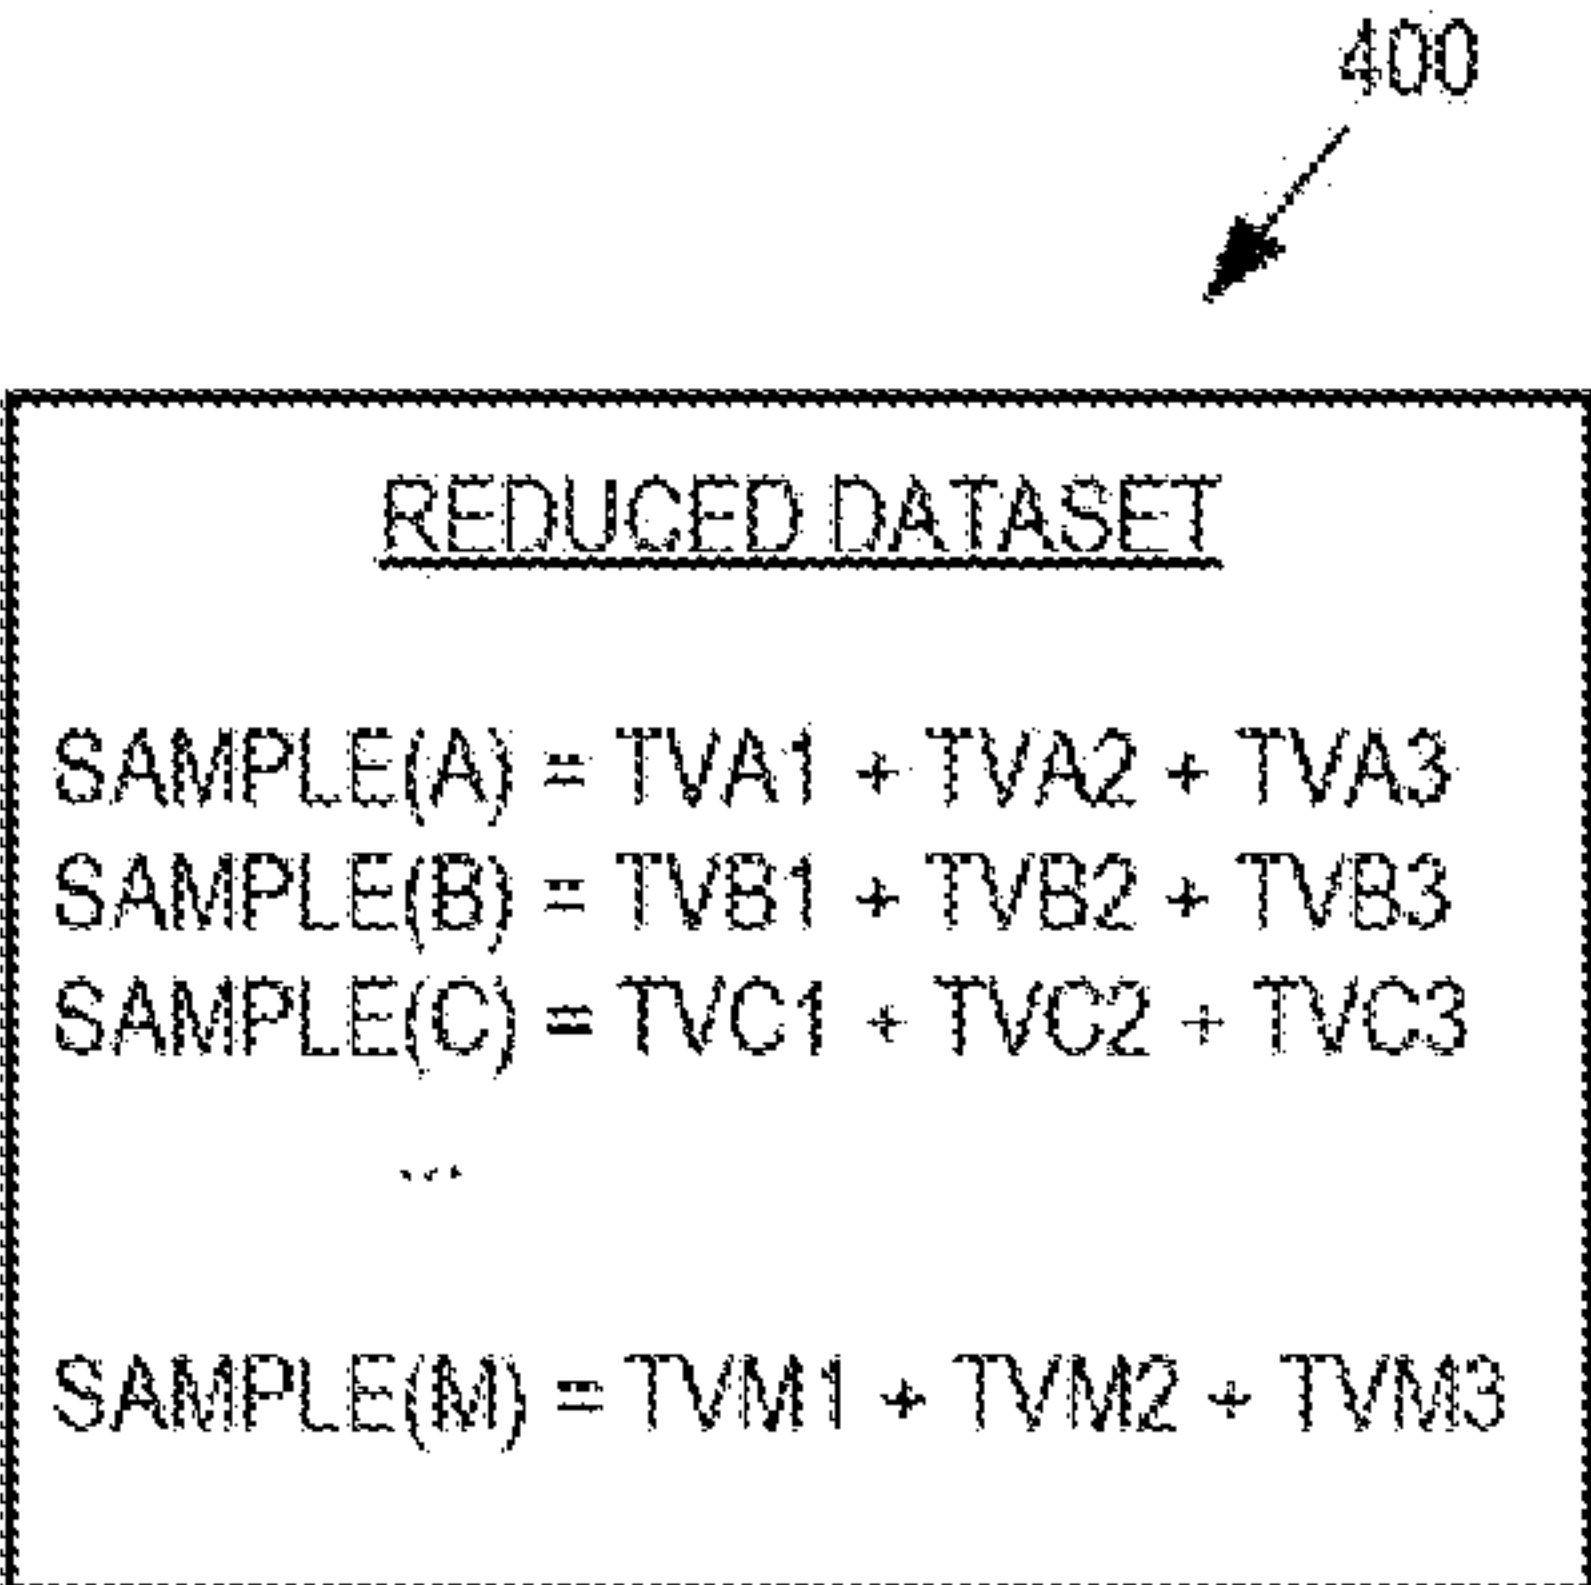 400
REDUCED DATASET
SAMPLE(A) = TVA1 + TVA2 + TVA3
SAMPLE(B) = TVB1 + TVB2 + TVB3
SAMPLE(C) = TVC1 + TVC2 + TVC3
...
SAMPLE(M) = TVM1 + TVM2 + TVM3